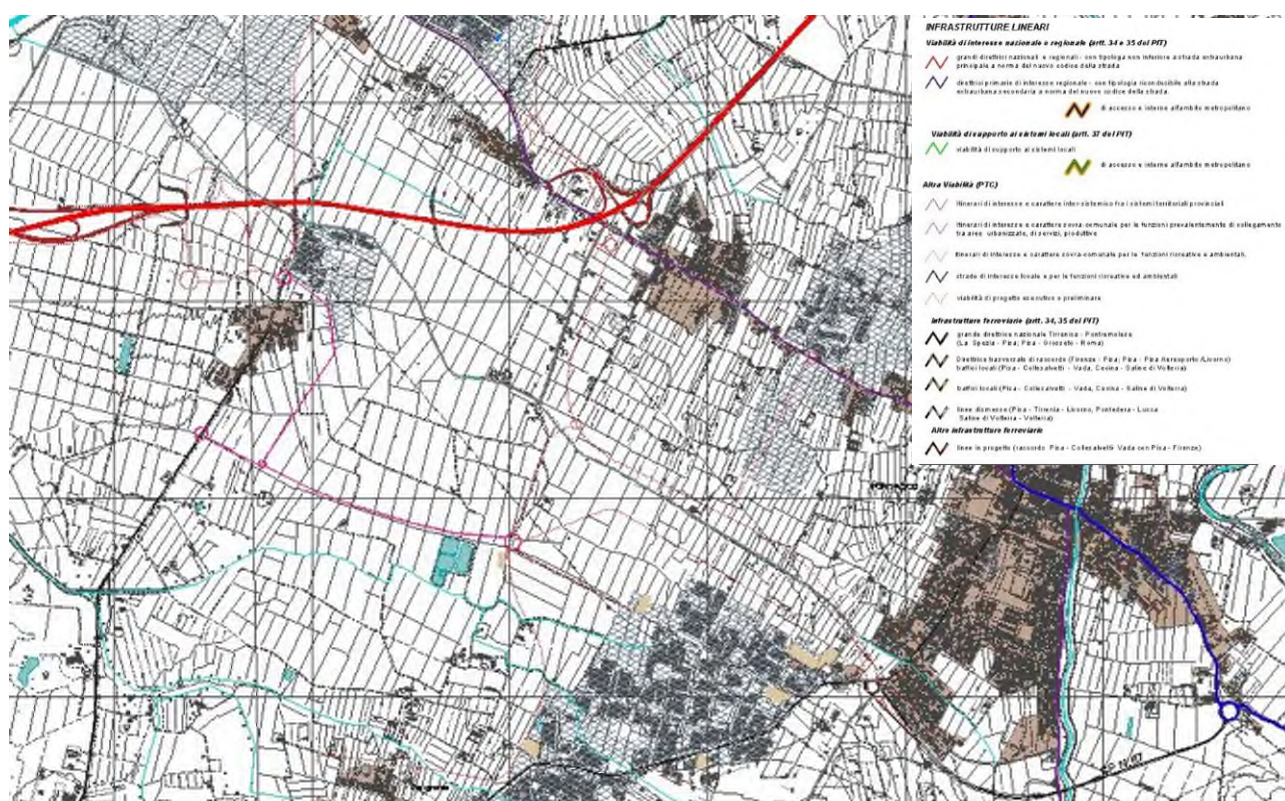 INFRASTRUTTURE LINEARI
Viabilità di interesse nazionale e regionale (artt. 34 e 35 del PIT)
grandi direttrici nazionali e regionali - con tipologia non inferiore a strada extraurbana
principale a norma del nuovo codice della strada
direttrici primarie di interesse regionale - con tipologia riconducibile alla strada
extraurbana secondaria a norma del nuovo codice della strada.
di accesso e interne all'ambito metropolitano
Viabilità di supporto ai sistemi locali (art. 37 del PIT)
viabilità di supporto ai sistemi locali
di accesso e interne all'ambito metropolitano
Altra Viabilità (PTC)
Itinerari di interesse e carattere inter-sistemico fra i sistemi territoriali provinciali
Itinerari di interesse e carattere sovra-comunale per le funzioni prevalentemente di collegamento
tra aree urbanizzate, di servizi, produttive
Itinerari di interesse e carattere sovra-comunale per le funzioni ricreative e ambientali.
strade di interesse locale e per le funzioni ricreative ed ambientali
viabilità di progetto esecutivo e preliminare
Infrastrutture ferroviarie (artt. 34, 35 del PIT)
grande direttrice nazionale Tirrenica - Pontremolese
(La Spezia - Pisa; Pisa - Grosseto - Roma)
Direttrice trasversale di raccordo (Firenze - Pisa; Pisa - Pisa Aeroporto /Livorno)
traffici locali (Pisa - Collesalvetti - Vada, Cecina - Saline di Volterra)
traffici locali (Pisa - Collesalvetti - Vada, Cecina - Saline di Volterra)
linee dismesse (Pisa - Tirrenia - Livorno, Pontedera - Lucca
Saline di Volterra - Volterra)
Altre infrastrutture ferroviarie
linee in progetto (raccordo Pisa - Collesalvetti Vada con Pisa - Firenze)